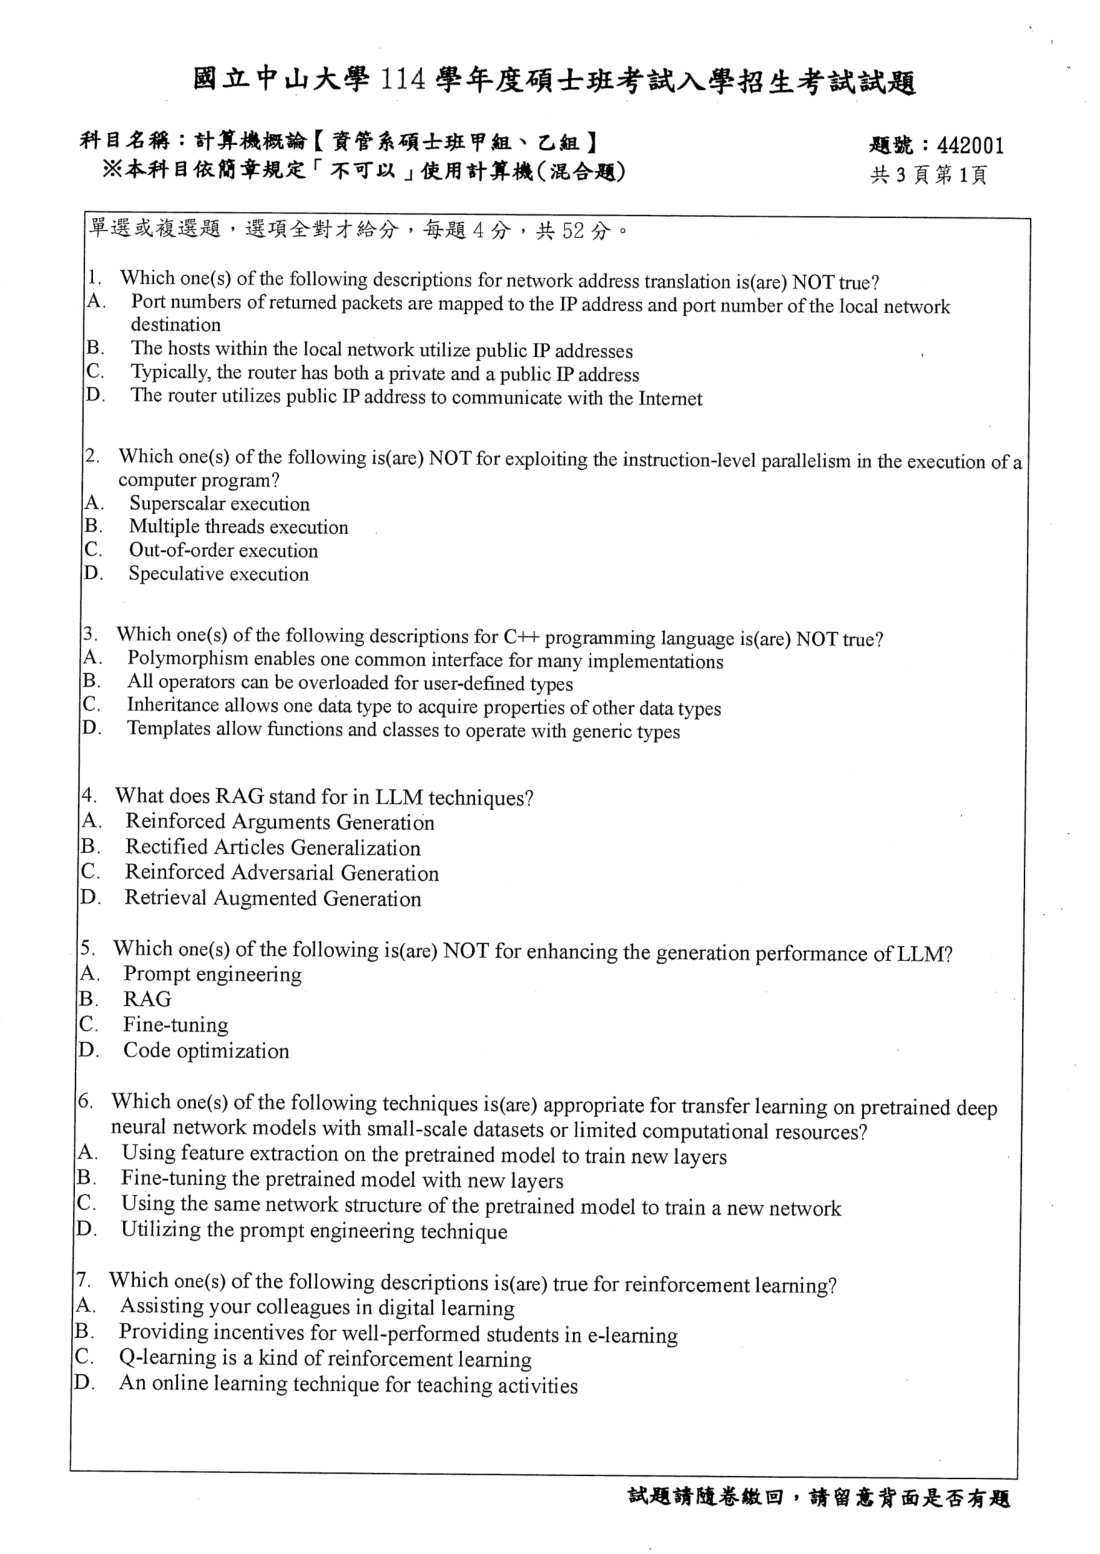 國立中山大學 114 學年度碩士班考試入學招生考試試題
科目名稱：計算機概論【資管系碩士班甲組、乙組】
題號：442001
※本科目依簡章規定「不可以」使用計算機(混合題)
共 3 頁第 1 頁
單選或複選題，選項全對才給分，每題 4 分，共 52 分。
1. Which one(s) of the following descriptions for network address translation is(are) NOT true?
A. Port numbers of returned packets are mapped to the IP address and port number of the local network
destination
B. The hosts within the local network utilize public IP addresses
C. Typically, the router has both a private and a public IP address
D. The router utilizes public IP address to communicate with the Internet
2. Which one(s) of the following is(are) NOT for exploiting the instruction-level parallelism in the execution of a
computer program?
A. Superscalar execution
B. Multiple threads execution
C. Out-of-order execution
D. Speculative execution
3. Which one(s) of the following descriptions for C++ programming language is(are) NOT true?
A. Polymorphism enables one common interface for many implementations
B. All operators can be overloaded for user-defined types
C. Inheritance allows one data type to acquire properties of other data types
D. Templates allow functions and classes to operate with generic types
4. What does RAG stand for in LLM techniques?
A. Reinforced Arguments Generation
B. Rectified Articles Generalization
C. Reinforced Adversarial Generation
D. Retrieval Augmented Generation
5. Which one(s) of the following is(are) NOT for enhancing the generation performance of LLM?
A. Prompt engineering
B. RAG
C. Fine-tuning
D. Code optimization
6. Which one(s) of the following techniques is(are) appropriate for transfer learning on pretrained deep
neural network models with small-scale datasets or limited computational resources?
A. Using feature extraction on the pretrained model to train new layers
B. Fine-tuning the pretrained model with new layers
C. Using the same network structure of the pretrained model to train a new network
D. Utilizing the prompt engineering technique
7. Which one(s) of the following descriptions is(are) true for reinforcement learning?
A. Assisting your colleagues in digital learning
B. Providing incentives for well-performed students in e-learning
C. Q-learning is a kind of reinforcement learning
D. An online learning technique for teaching activities
試題請隨卷繳回，請留意背面是否有題